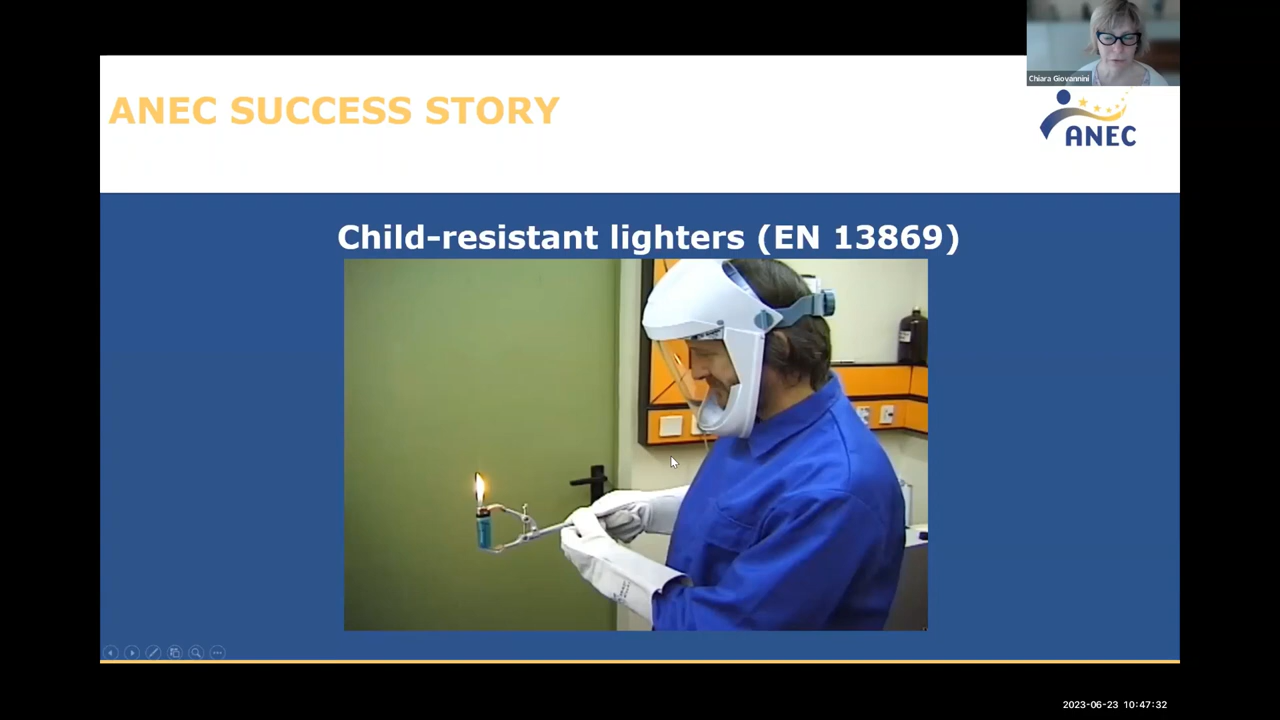 Chiara Giovannini
ANEC SUCCESS STORY
ANEC
Child-resistant lighters (EN 13869)
2023-06-23 10:47:32